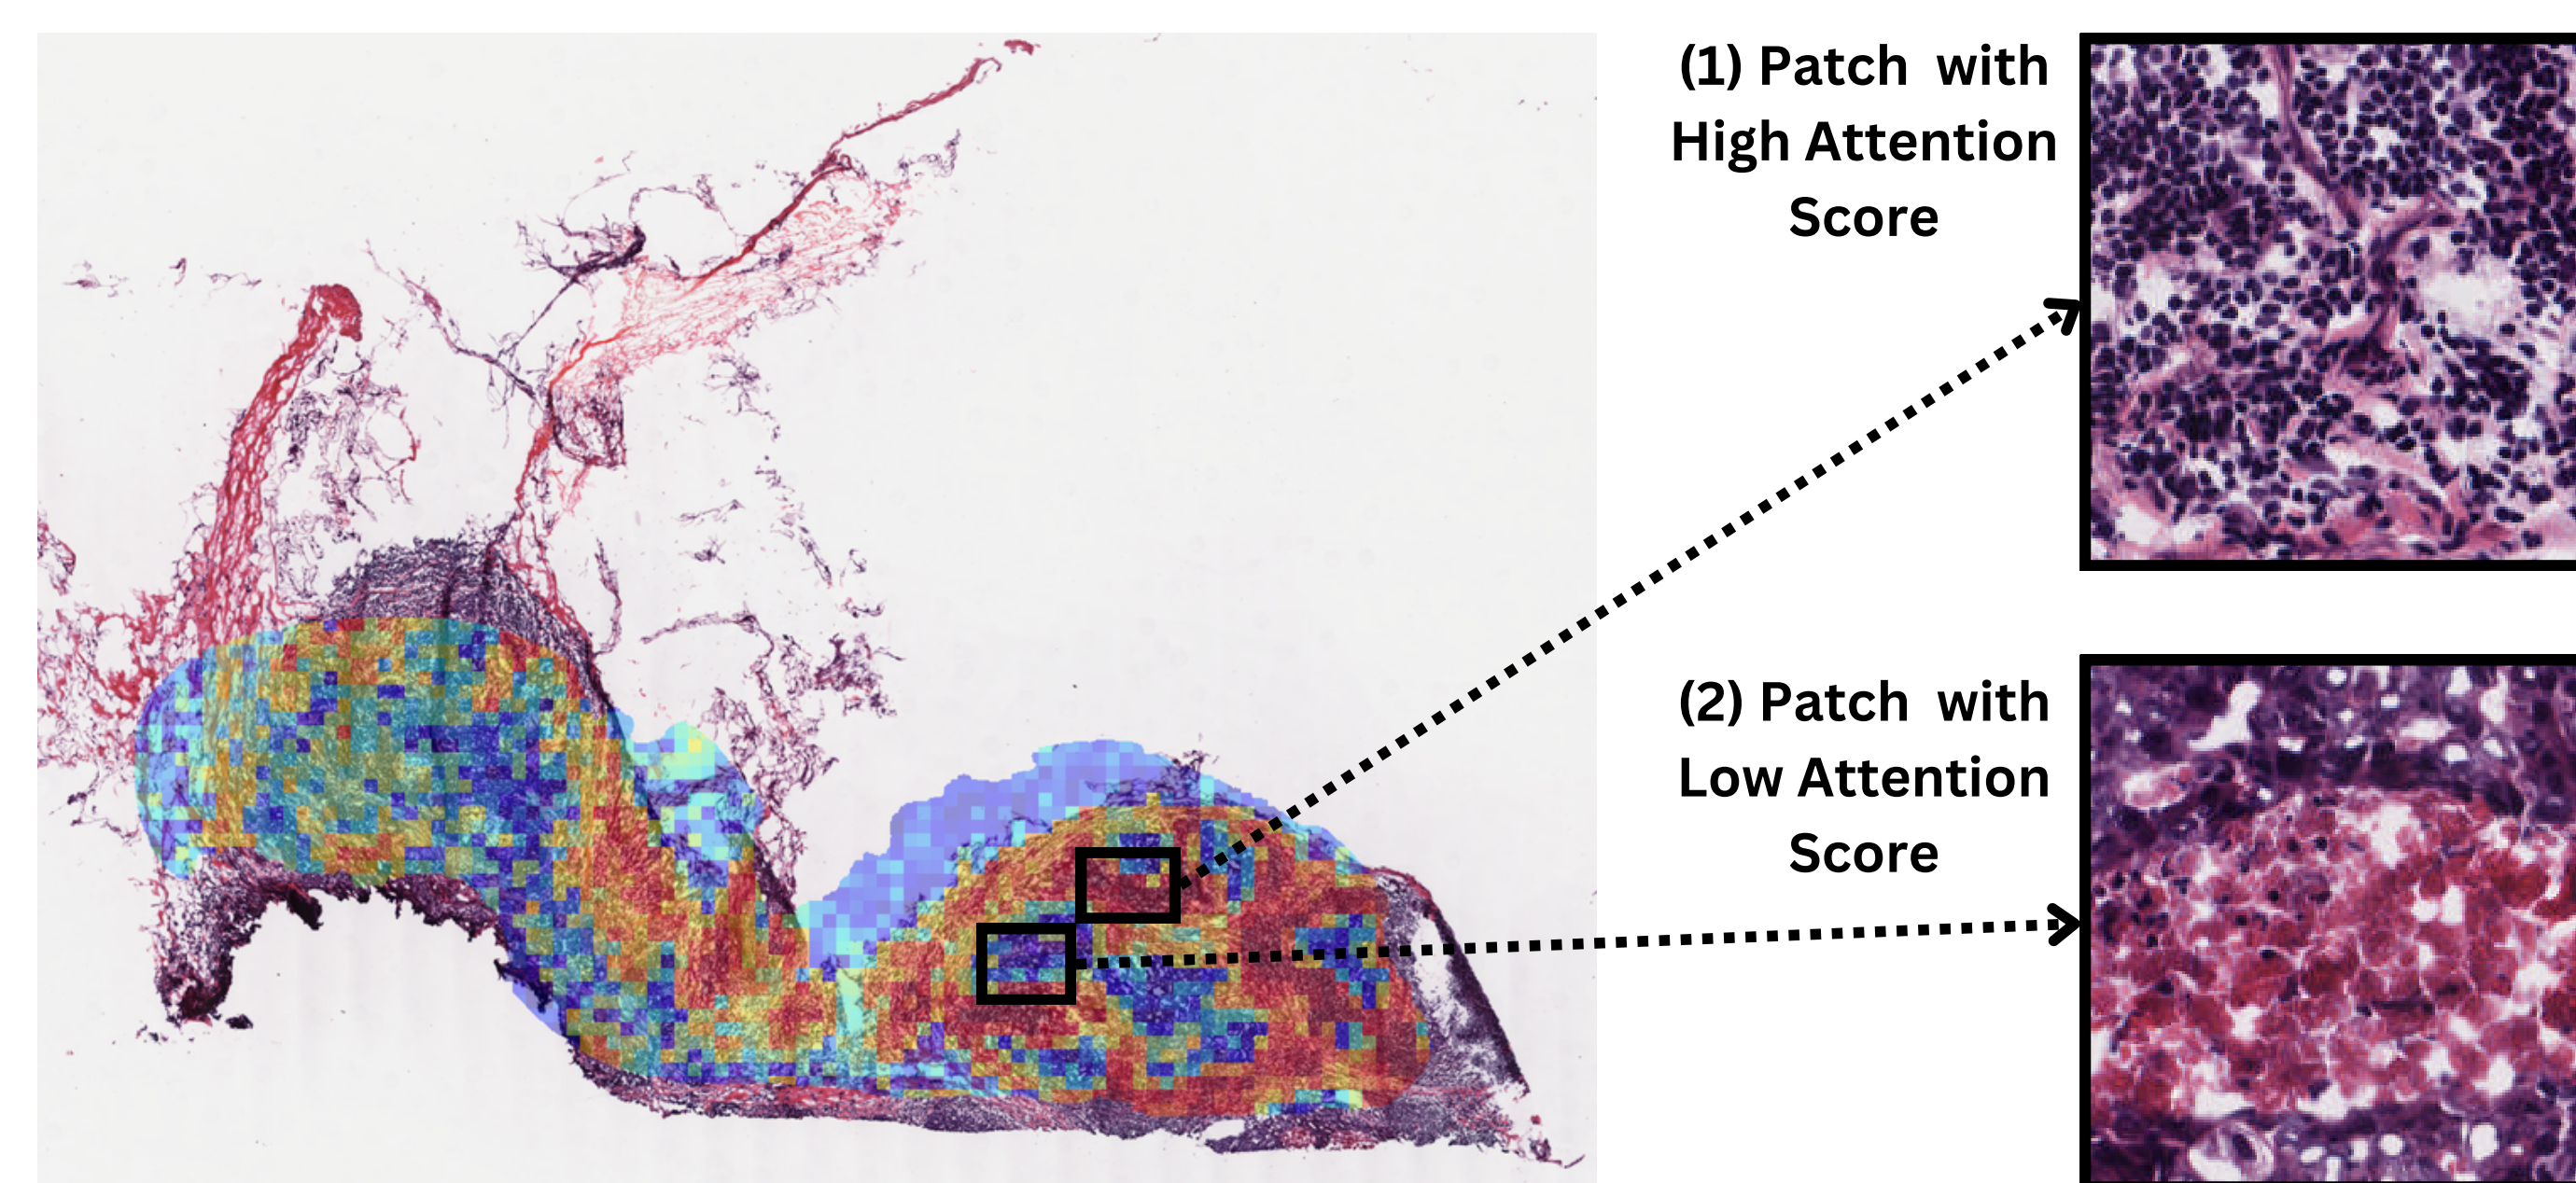 (1) Patch with
High Attention
Score
(2) Patch with
Low Attention
Score